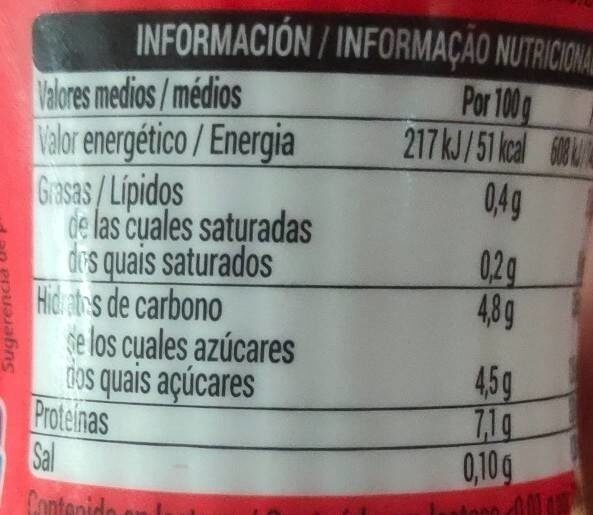 INFORMACIÓN / INFORMAÇÃO
Valores medios / médios Por 100 g
Valor energético / Energia 217 kJ / 51 kcal
Grasas / Lípidos 0,4 g
de las cuales saturadas
dos quais saturados 0,2 g
Hidratos de carbono 4,8 g
de los cuales azúcares
dos quais açúcares 4,5 g
Proteínas 7,1 g
Sal 0,10 g